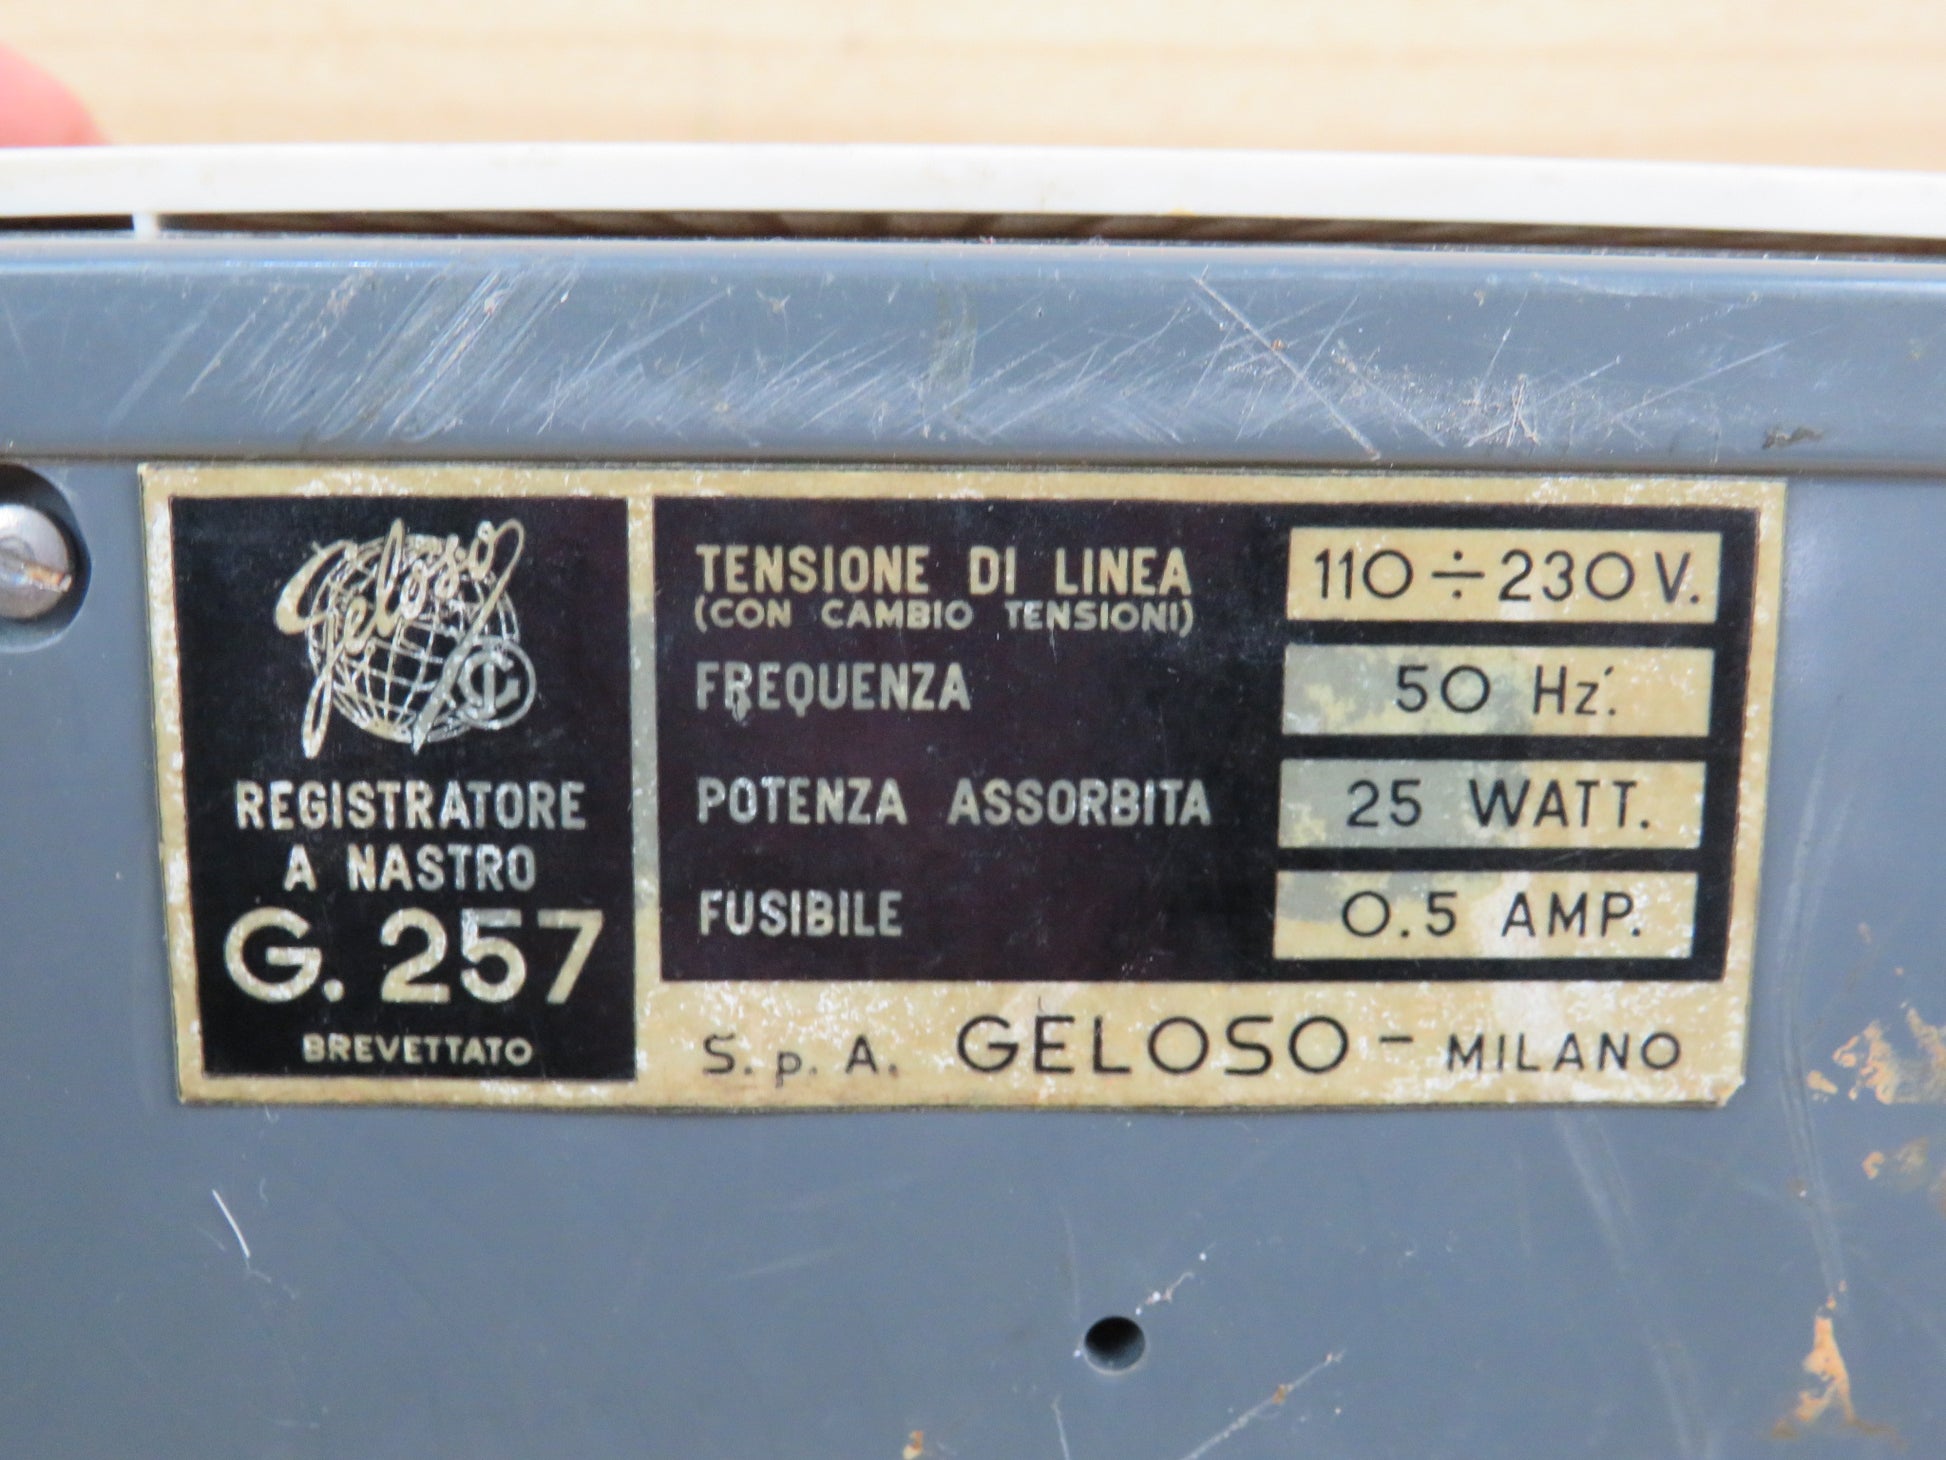 Geloso
REGISTRATORE
A NASTRO
G. 257
BREVETTATO
TENSIONE DI LINEA 110 ÷ 230 V.
(CON CAMBIO TENSIONI)
FREQUENZA 50 Hz.
POTENZA ASSORBITA 25 WATT.
FUSIBILE 0.5 AMP.
S.p.A. GELOSO - MILANO